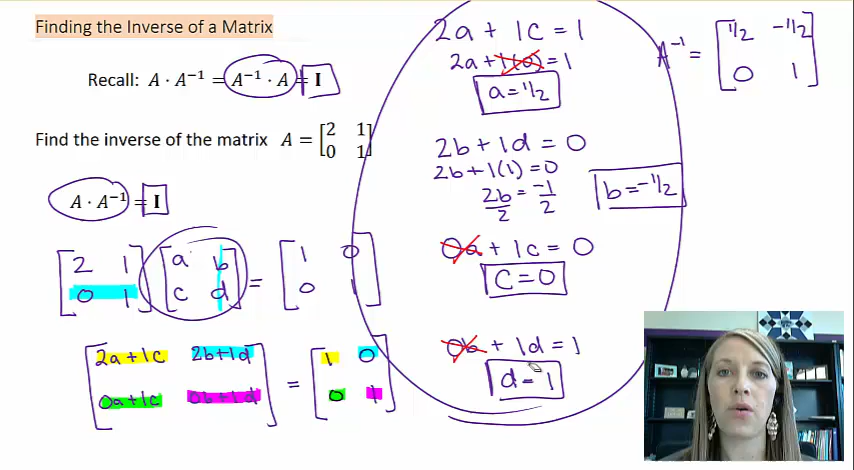 Finding the Inverse of a Matrix
Recall: A · A⁻¹ = A⁻¹ · A = I
Find the inverse of the matrix A = [2 1
0 1]
A · A⁻¹ = I
[2 1 [a b = [1 0
0 1] c d] 0 1]
[2a+1c 2b+1d = [1 0
0a+1c 0b+1d] 0 1]
2a + 1c = 1
2a + 1(0) = 1
a = 1/2
2b + 1d = 0
2b + 1(1) = 0
2b/2 = -1/2
b = -1/2
0a + 1c = 0
c = 0
0b + 1d = 1
d = 1
A⁻¹ = [1/2 -1/2
0 1]